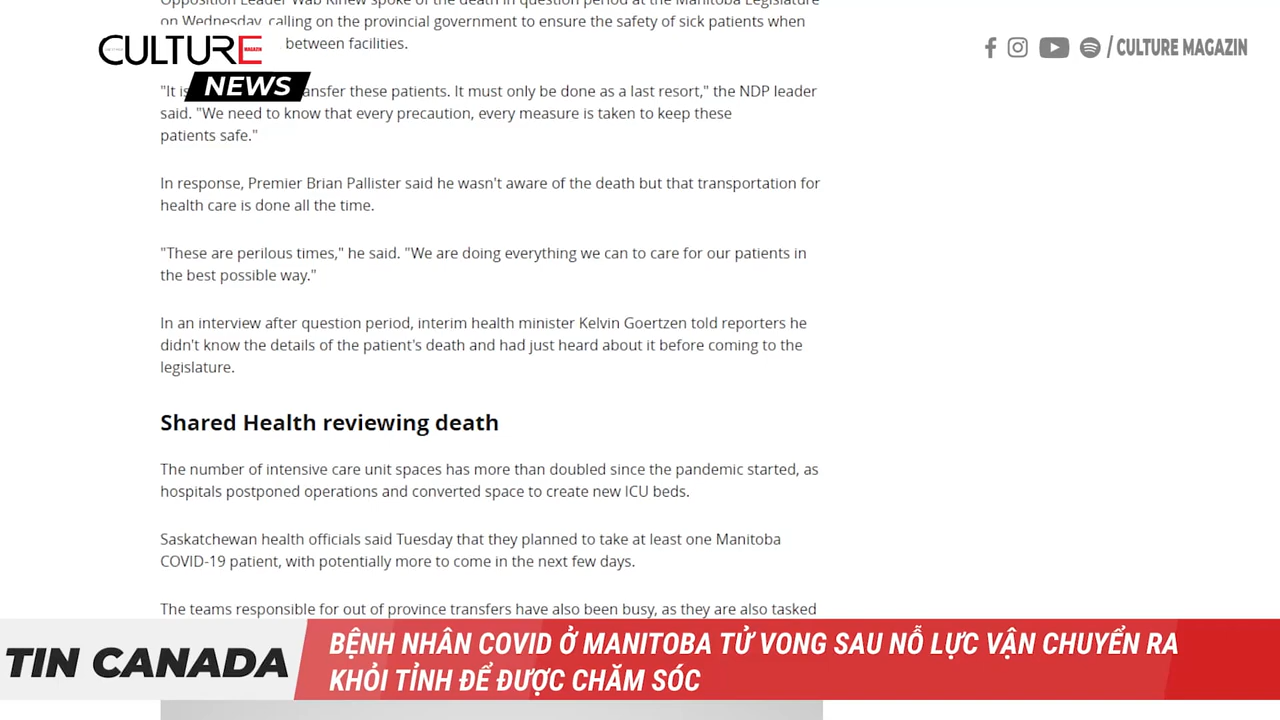 Opposition Leader Wab Kinew spoke of the death in question period at the Manitoba Legislature
on Wednesday, calling on the provincial government to ensure the safety of sick patients when
between facilities.
CULTURE
MAGAZIN
NEWS
/ CULTURE MAGAZIN
"It is these patients. It must only be done as a last resort," the NDP leader
said. "We need to know that every precaution, every measure is taken to keep these
patients safe."
In response, Premier Brian Pallister said he wasn't aware of the death but that transportation for
health care is done all the time.
"These are perilous times," he said. "We are doing everything we can to care for our patients in
the best possible way."
In an interview after question period, interim health minister Kelvin Goertzen told reporters he
didn't know the details of the patient's death and had just heard about it before coming to the
legislature.
Shared Health reviewing death
The number of intensive care unit spaces has more than doubled since the pandemic started, as
hospitals postponed operations and converted space to create new ICU beds.
Saskatchewan health officials said Tuesday that they planned to take at least one Manitoba
COVID-19 patient, with potentially more to come in the next few days.
The teams responsible for out of province transfers have also been busy, as they are also tasked
TIN CANADA
BỆNH NHÂN COVID Ở MANITOBA TỬ VONG SAU NỖ LỰC VẬN CHUYỂN RA
KHỎI TỈNH ĐỂ ĐƯỢC CHĂM SÓC